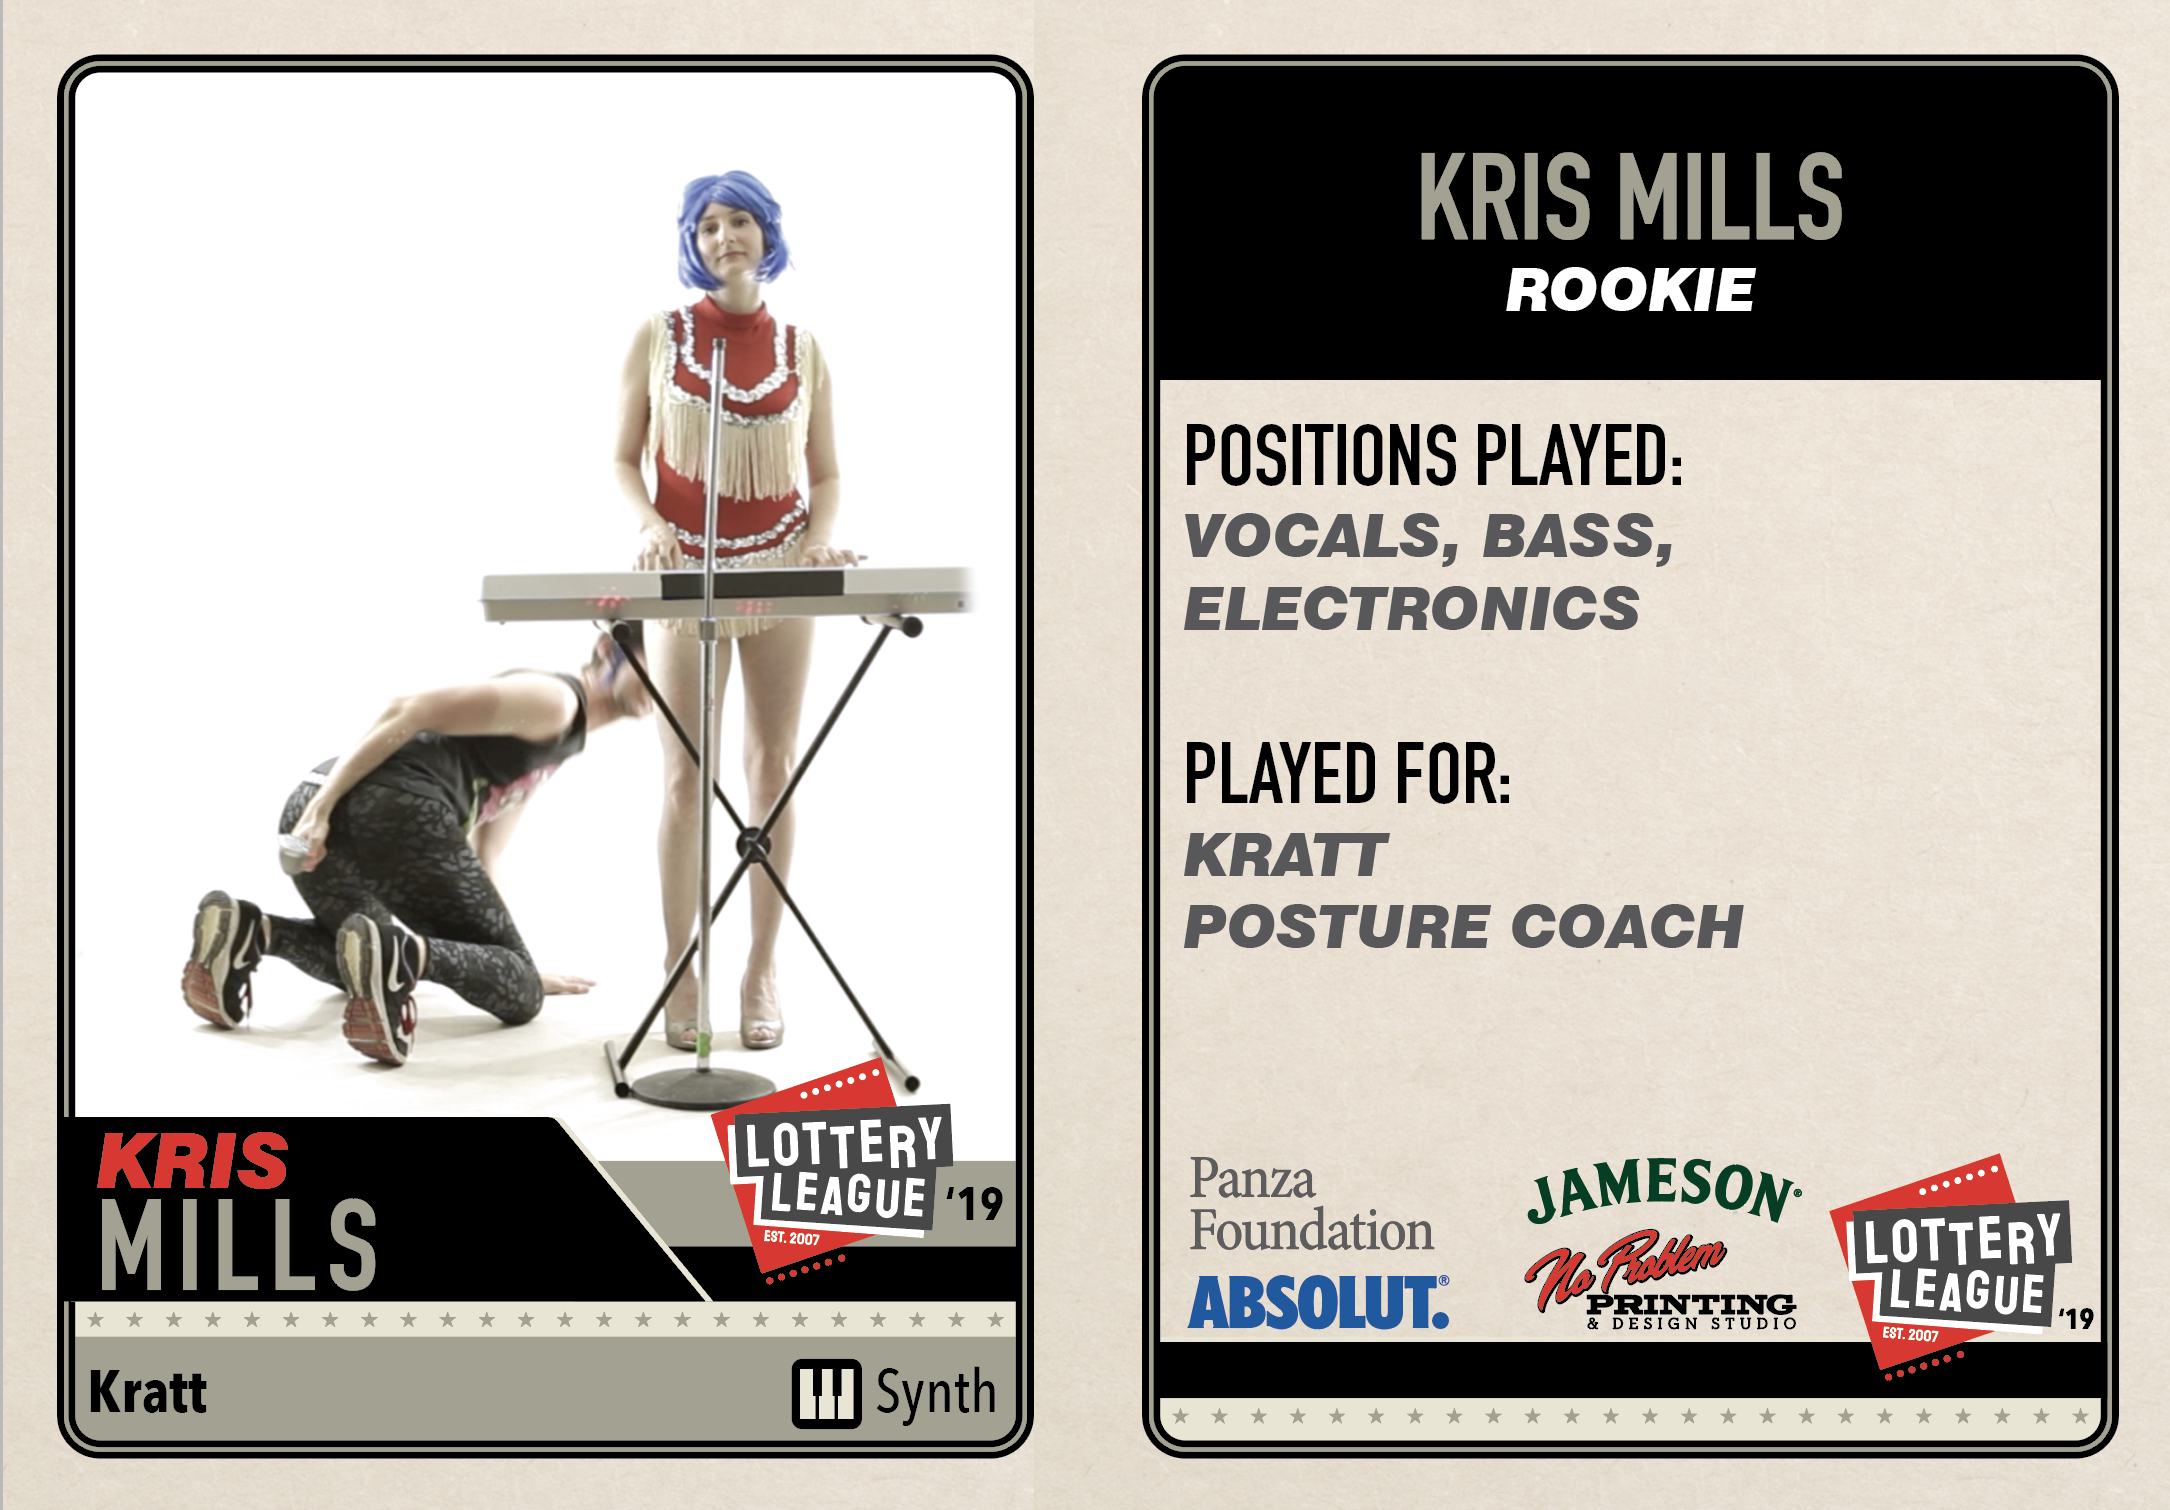 KRIS
MILLS
LOTTERY
LEAGUE
EST. 2007
'19
Kratt
Synth
KRIS MILLS
ROOKIE
POSITIONS PLAYED:
VOCALS, BASS,
ELECTRONICS
PLAYED FOR:
KRATT
POSTURE COACH
Panza
Foundation
ABSOLUT.®
JAMESON®
No Problem
PRINTING
& DESIGN STUDIO
LOTTERY
LEAGUE
EST. 2007
'19